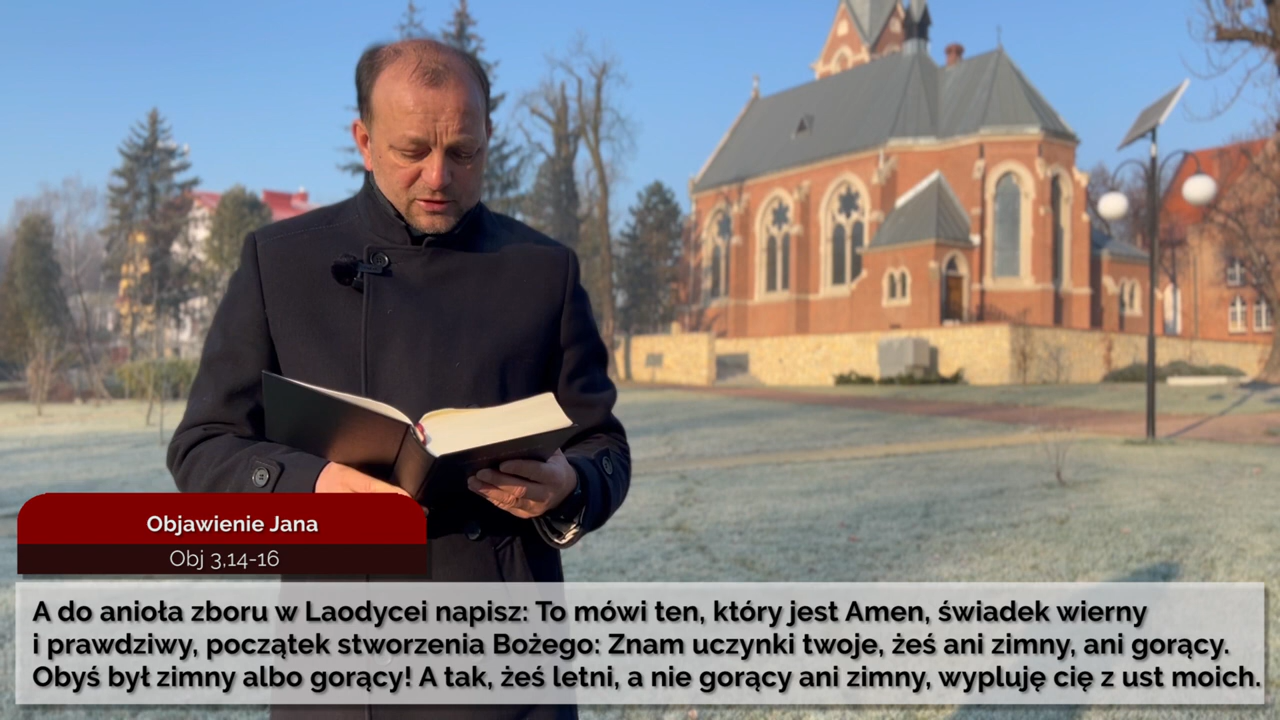 Objawienie Jana
Obj 3,14-16
A do anioła zboru w Laodycei napisz: To mówi ten, który jest Amen, świadek wierny
i prawdziwy, początek stworzenia Bożego: Znam uczynki twoje, żeś ani zimny, ani gorący.
Obyś był zimny albo gorący! A tak, żeś letni, a nie gorący ani zimny, wypluję cię z ust moich.